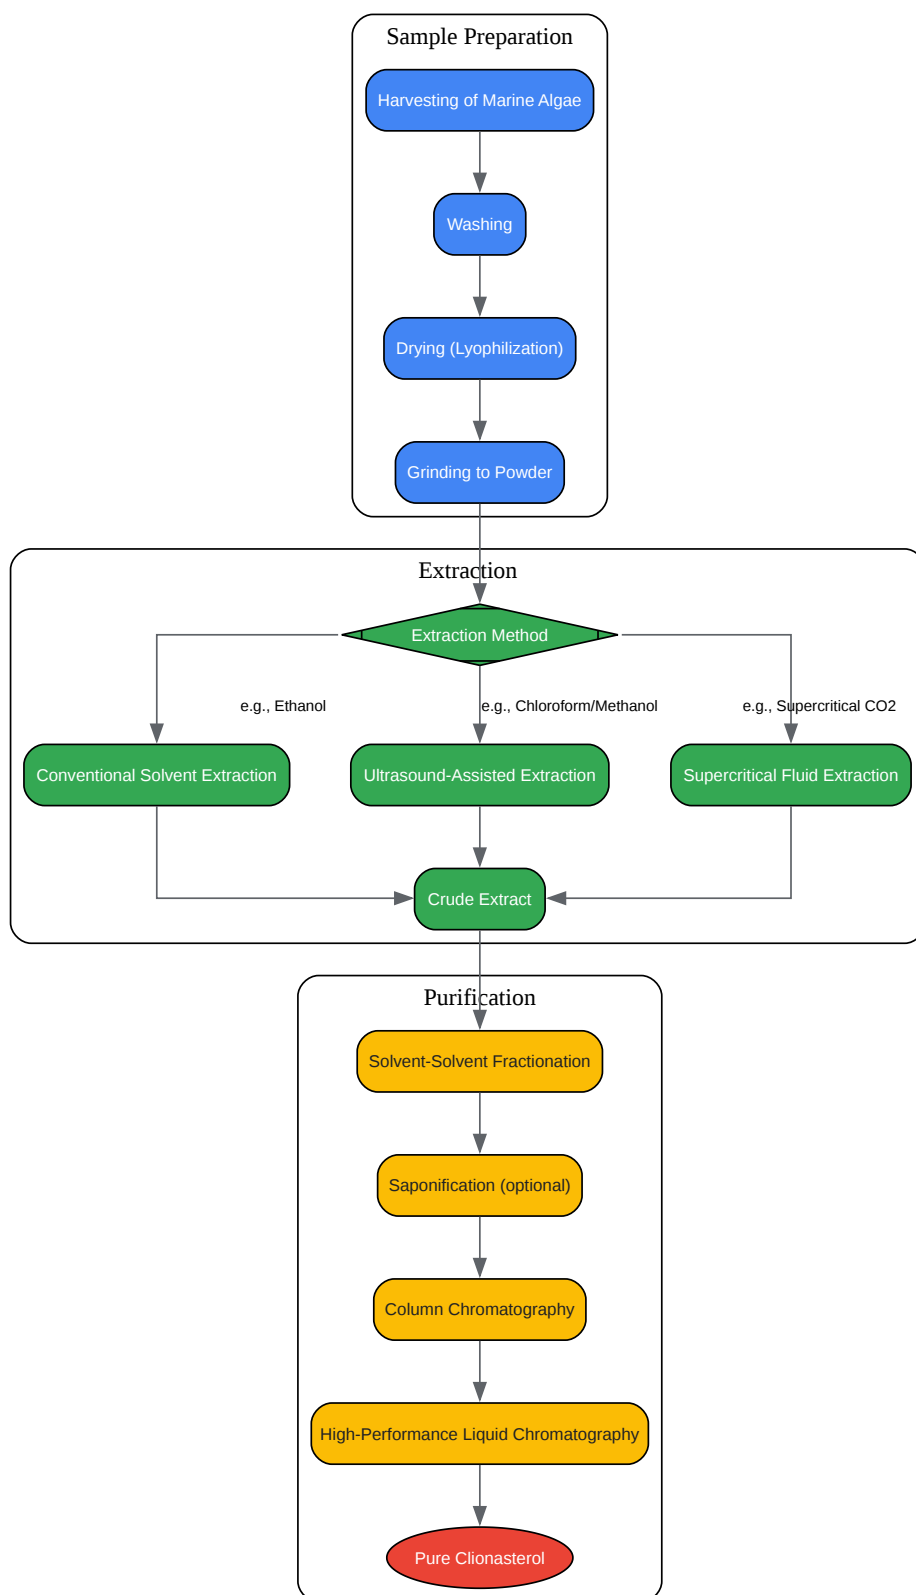 Sample Preparation
Harvesting of Marine Algae
Washing
Drying (Lyophilization)
Grinding to Powder
Extraction
Extraction Method
e.g., Ethanol
e.g., Chloroform/Methanol
e.g., Supercritical CO2
Conventional Solvent Extraction
Ultrasound-Assisted Extraction
Supercritical Fluid Extraction
Crude Extract
Purification
Solvent-Solvent Fractionation
Saponification (optional)
Column Chromatography
High-Performance Liquid Chromatography
Pure Clionasterol